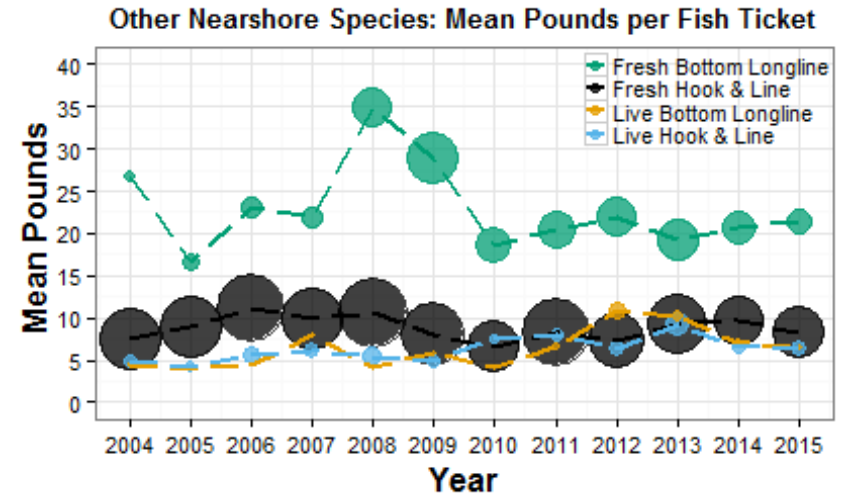 Other Nearshore Species: Mean Pounds per Fish Ticket
Fresh Bottom Longline
Fresh Hook & Line
Live Bottom Longline
Live Hook & Line
Mean Pounds
40
35
30
25
20
15
10
5
0
2004 2005 2006 2007 2008 2009 2010 2011 2012 2013 2014 2015
Year